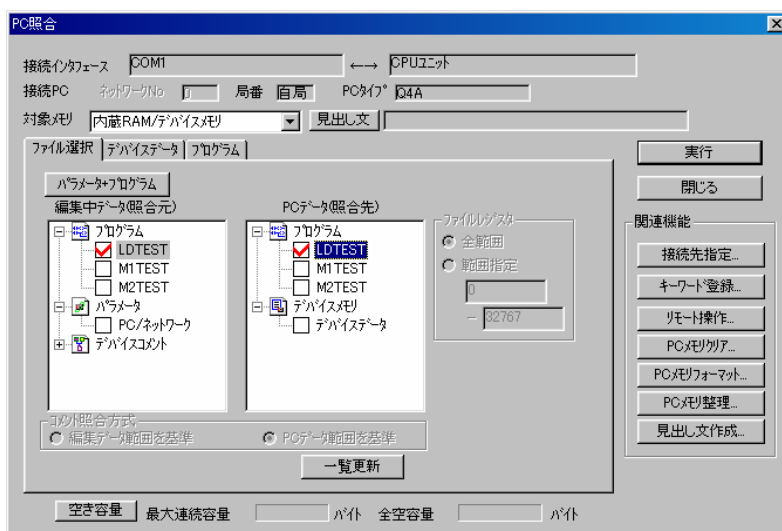 PC照合
接続インタフェース COM1 ←→ CPUユニット
接続PC ネットワークNo 0 局番 自局 PCタイプ Q4A
対象メモリ 内蔵RAM/デバイスメモリ 見出し文
ファイル選択 デバイスデータ プログラム
実行
閉じる
パラメータ+プログラム
編集中データ(照合元) PCデータ(照合先)
プログラム
LDTEST
M1TEST
M2TEST
パラメータ
PC/ネットワーク
デバイスコメント
プログラム
LDTEST
M1TEST
M2TEST
デバイスメモリ
デバイスデータ
ファイルレジスタ
全範囲
範囲指定
0
- 32767
関連機能
接続先指定...
キーワード登録...
リモート操作...
PCメモリクリア...
PCメモリフォーマット...
PCメモリ整理...
見出し文作成...
コメント照合方式
編集データ範囲を基準 PCデータ範囲を基準
一覧更新
空き容量 最大連続容量 バイト 全空容量 バイト